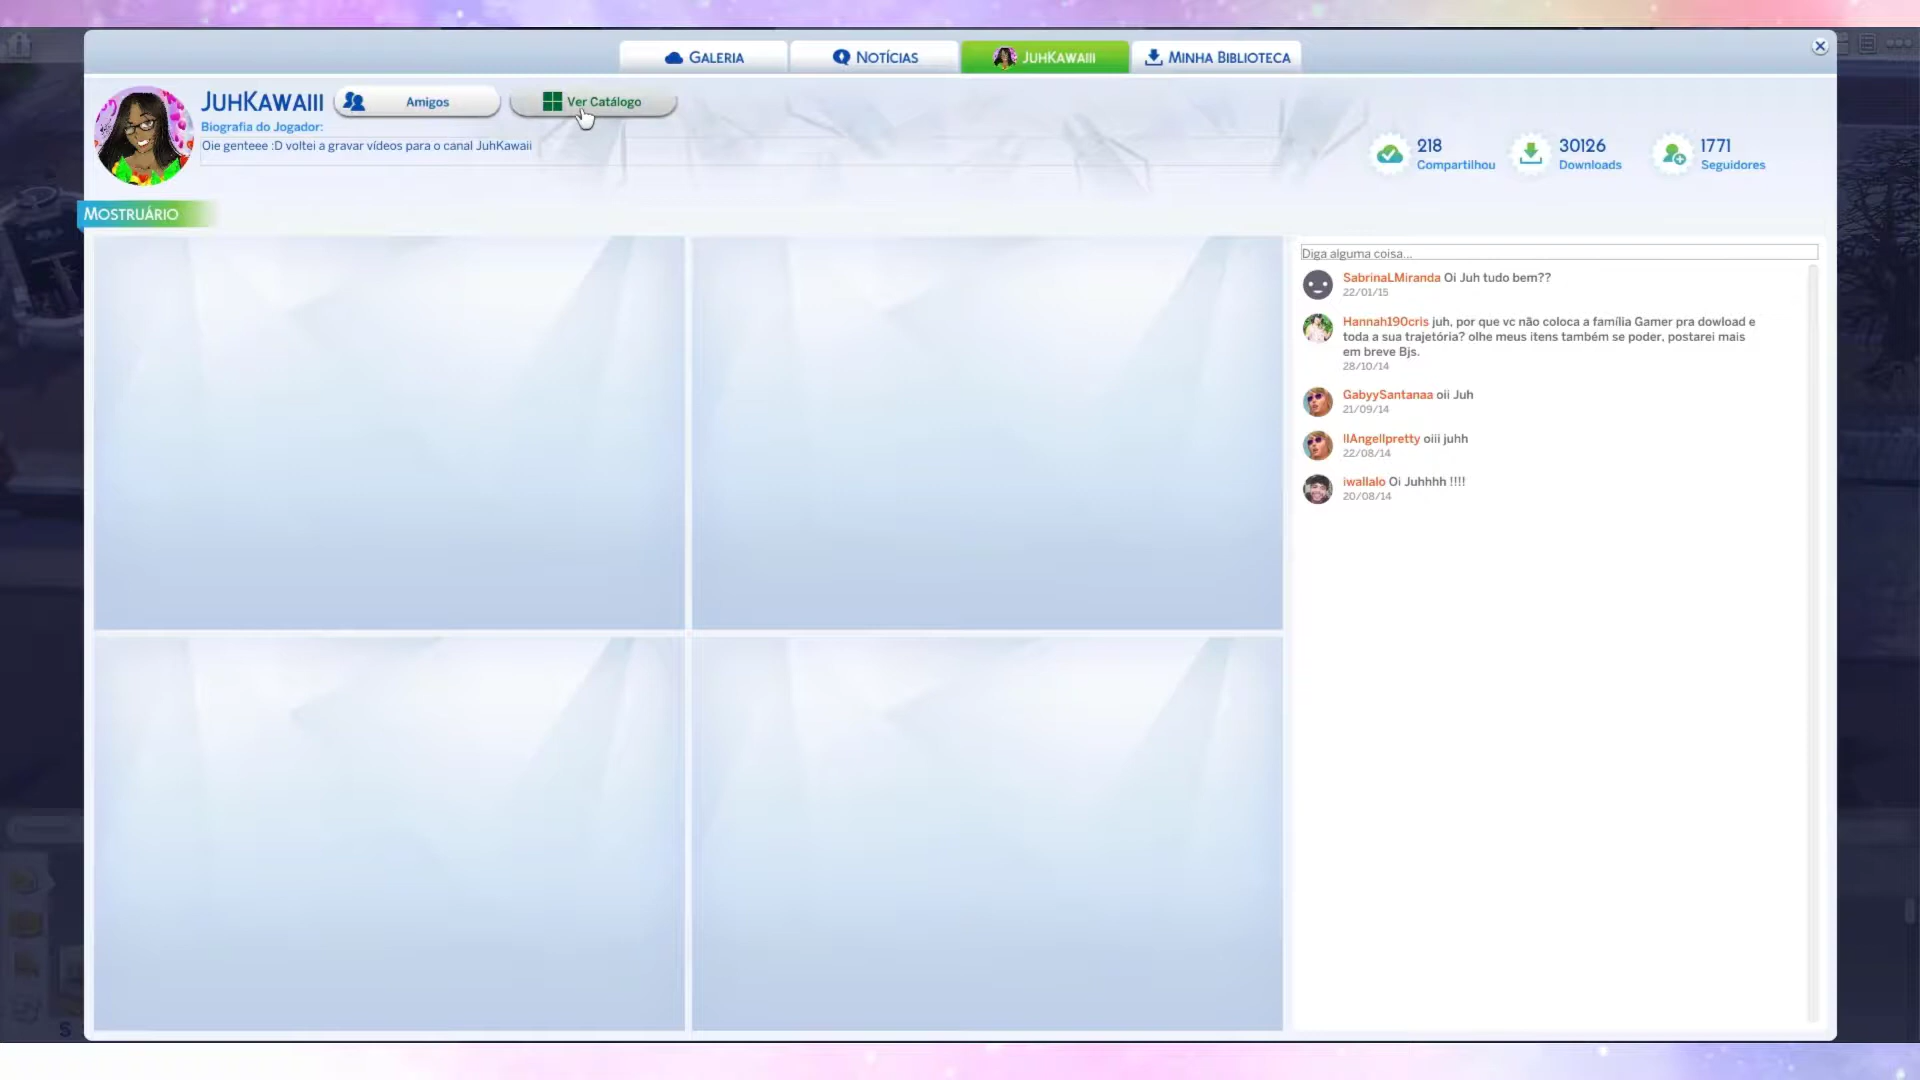 GALERIA
NOTÍCIAS
JUHKAWAIII
MINHA BIBLIOTECA
JUHKAWAIII
Amigos
Ver Catálogo
Biografia do Jogador:
Oie genteee :D voltei a gravar vídeos para o canal JuhKawaii
218
Compartilhou
30126
Downloads
1771
Seguidores
MOSTRUÁRIO
Diga alguma coisa...
SabrinaLMiranda Oi Juh tudo bem??
22/01/15
Hannah190cris juh, por que vc não coloca a família Gamer pra dowload e
toda a sua trajetória? olhe meus itens também se poder, postarei mais
em breve Bjs.
28/10/14
GabyySantanaa oii Juh
21/09/14
llAngellpretty oiii juhh
22/08/14
iwallalo Oi Juhhhh !!!!
20/08/14
S